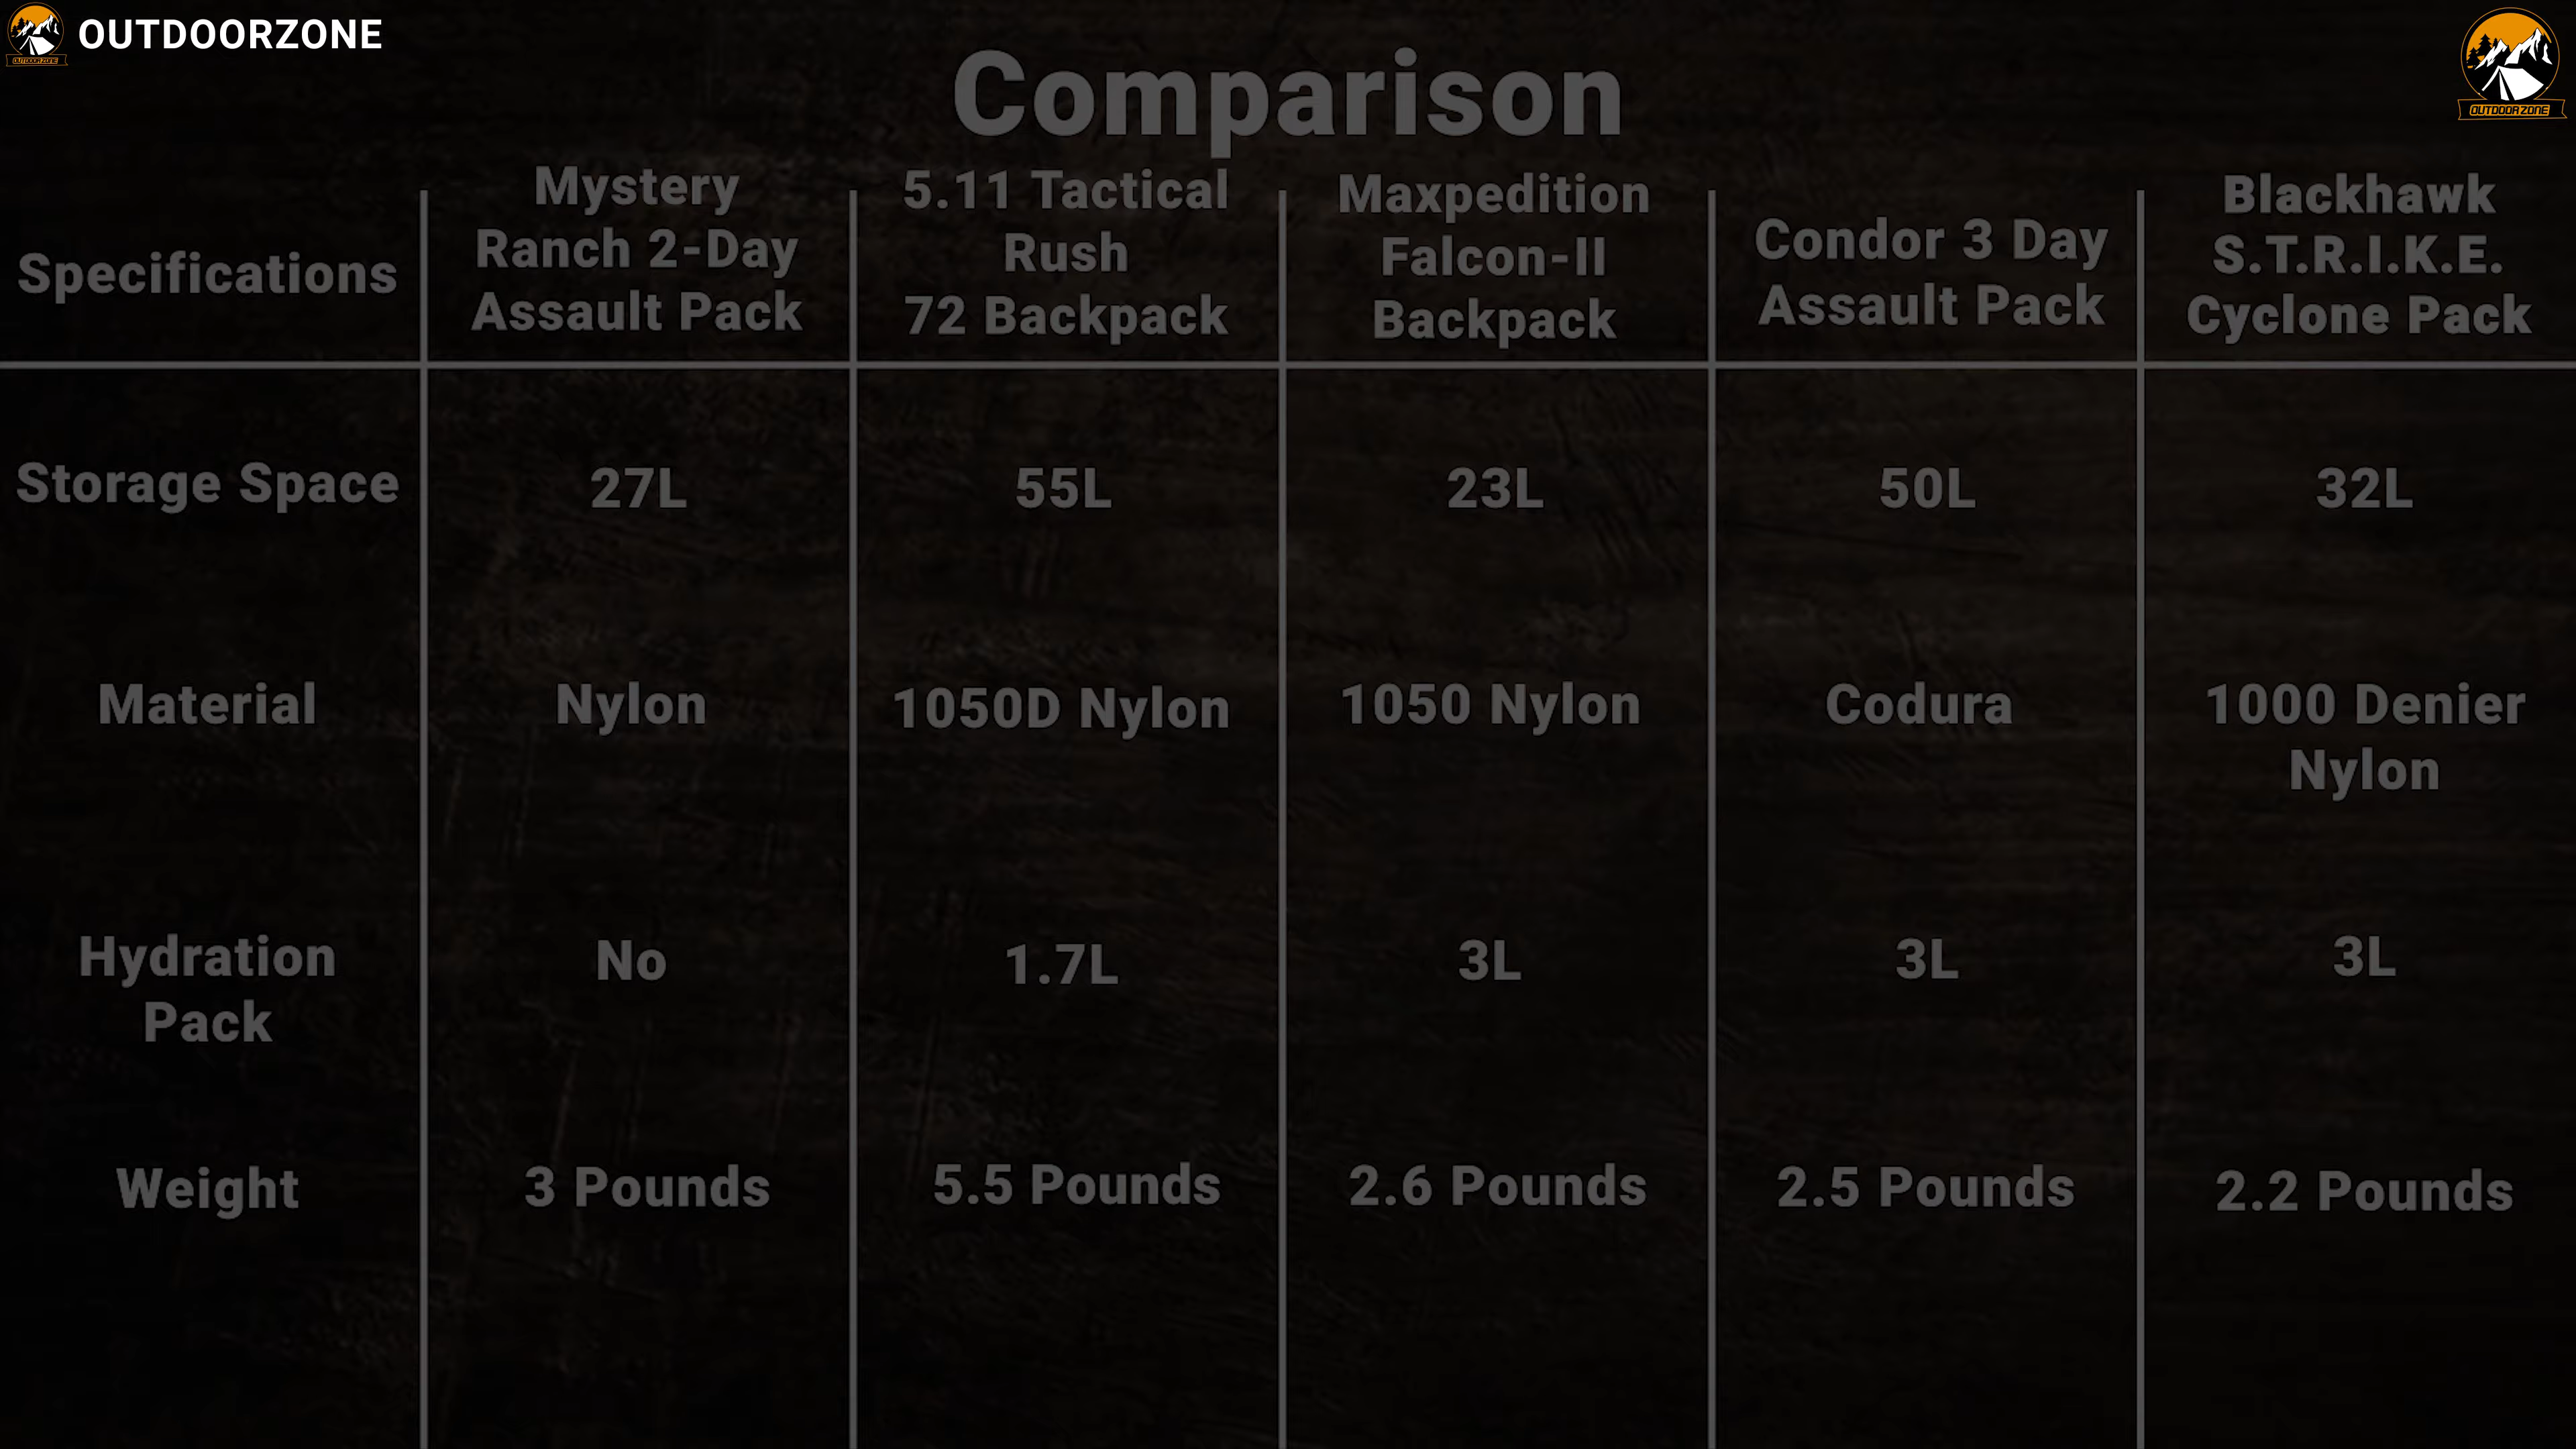 OUTDOORZONE
OUTDOORZONE
OUTDOORZONE
Comparison
Specifications
Mystery
Ranch 2-Day
Assault Pack
5.11 Tactical
Rush
72 Backpack
Maxpedition
Falcon-II
Backpack
Condor 3 Day
Assault Pack
Blackhawk
S.T.R.I.K.E.
Cyclone Pack
Storage Space
27L
55L
23L
50L
32L
Material
Nylon
1050D Nylon
1050 Nylon
Codura
1000 Denier
Nylon
Hydration
Pack
No
1.7L
3L
3L
3L
Weight
3 Pounds
5.5 Pounds
2.6 Pounds
2.5 Pounds
2.2 Pounds